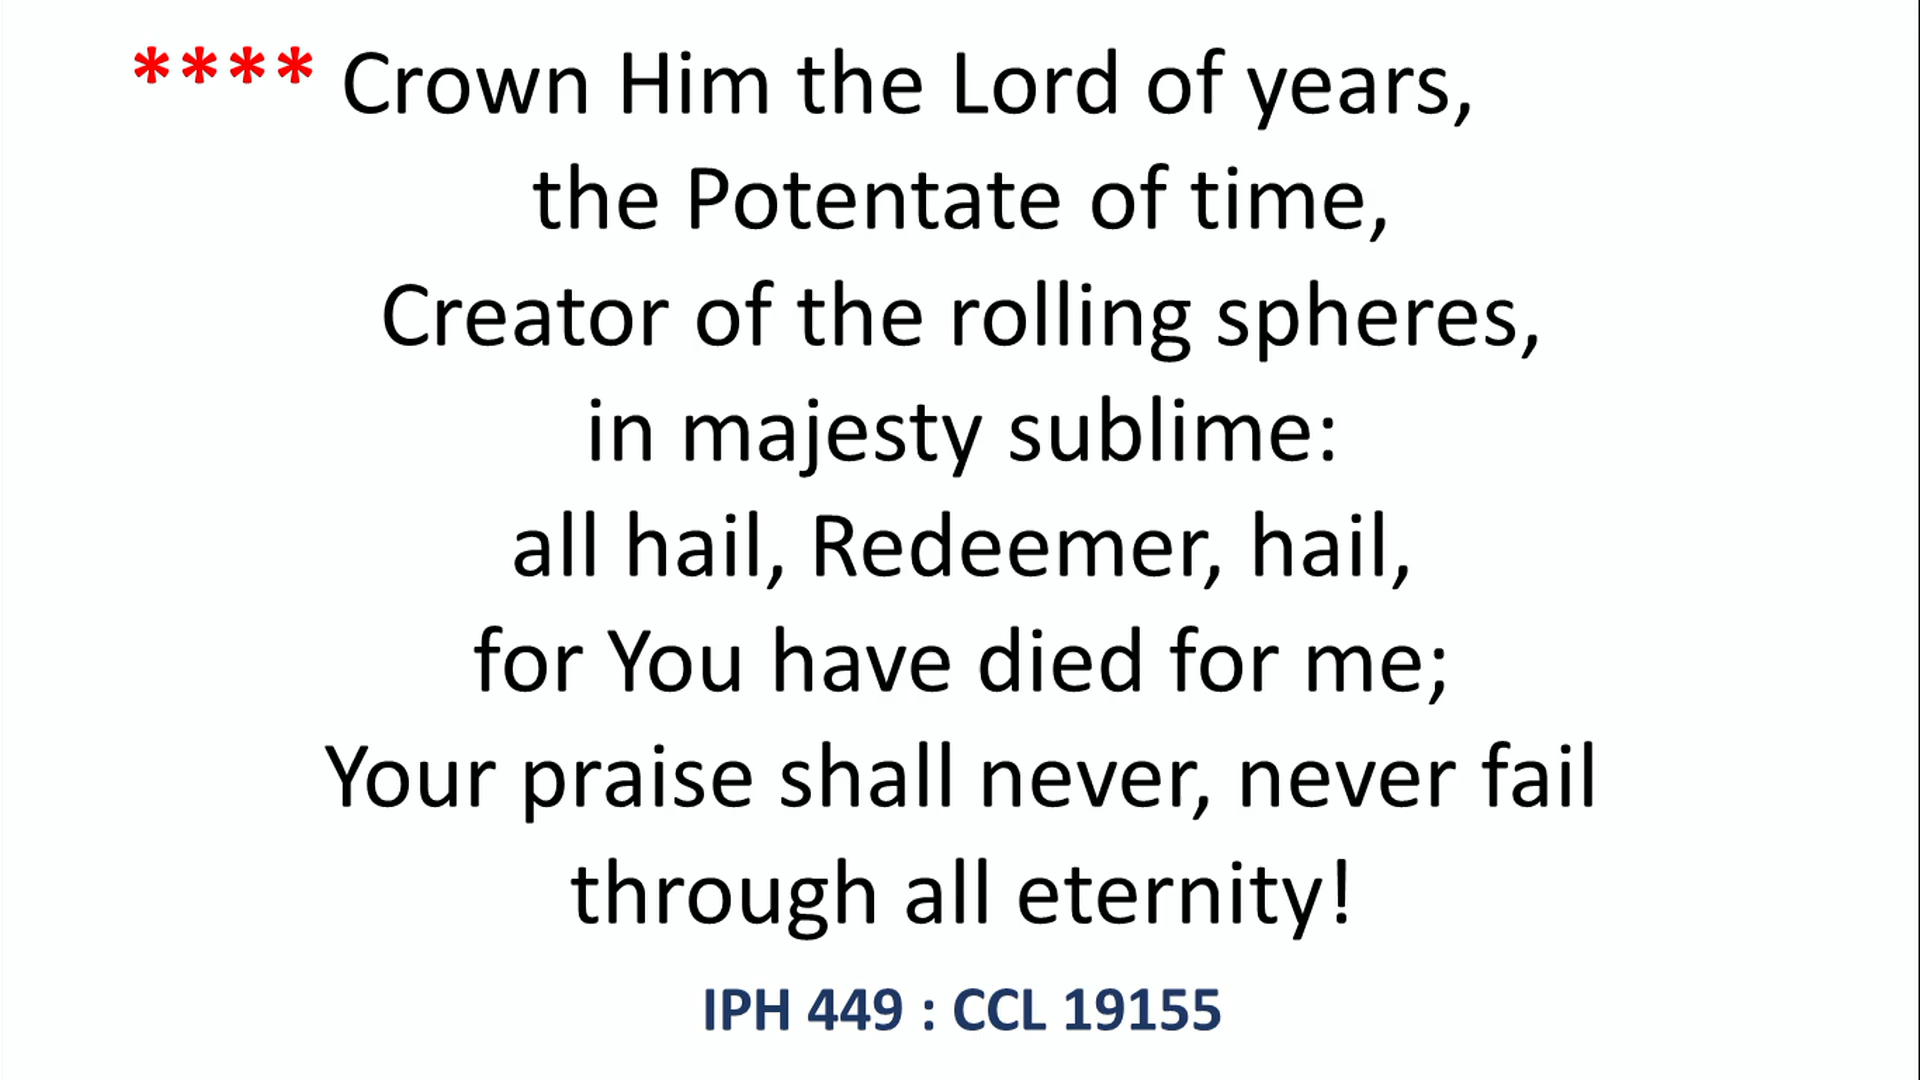 **** Crown Him the Lord of years,
the Potentate of time,
Creator of the rolling spheres,
in majesty sublime:
all hail, Redeemer, hail,
for You have died for me;
Your praise shall never, never fail
through all eternity!
IPH 449 : CCL 19155